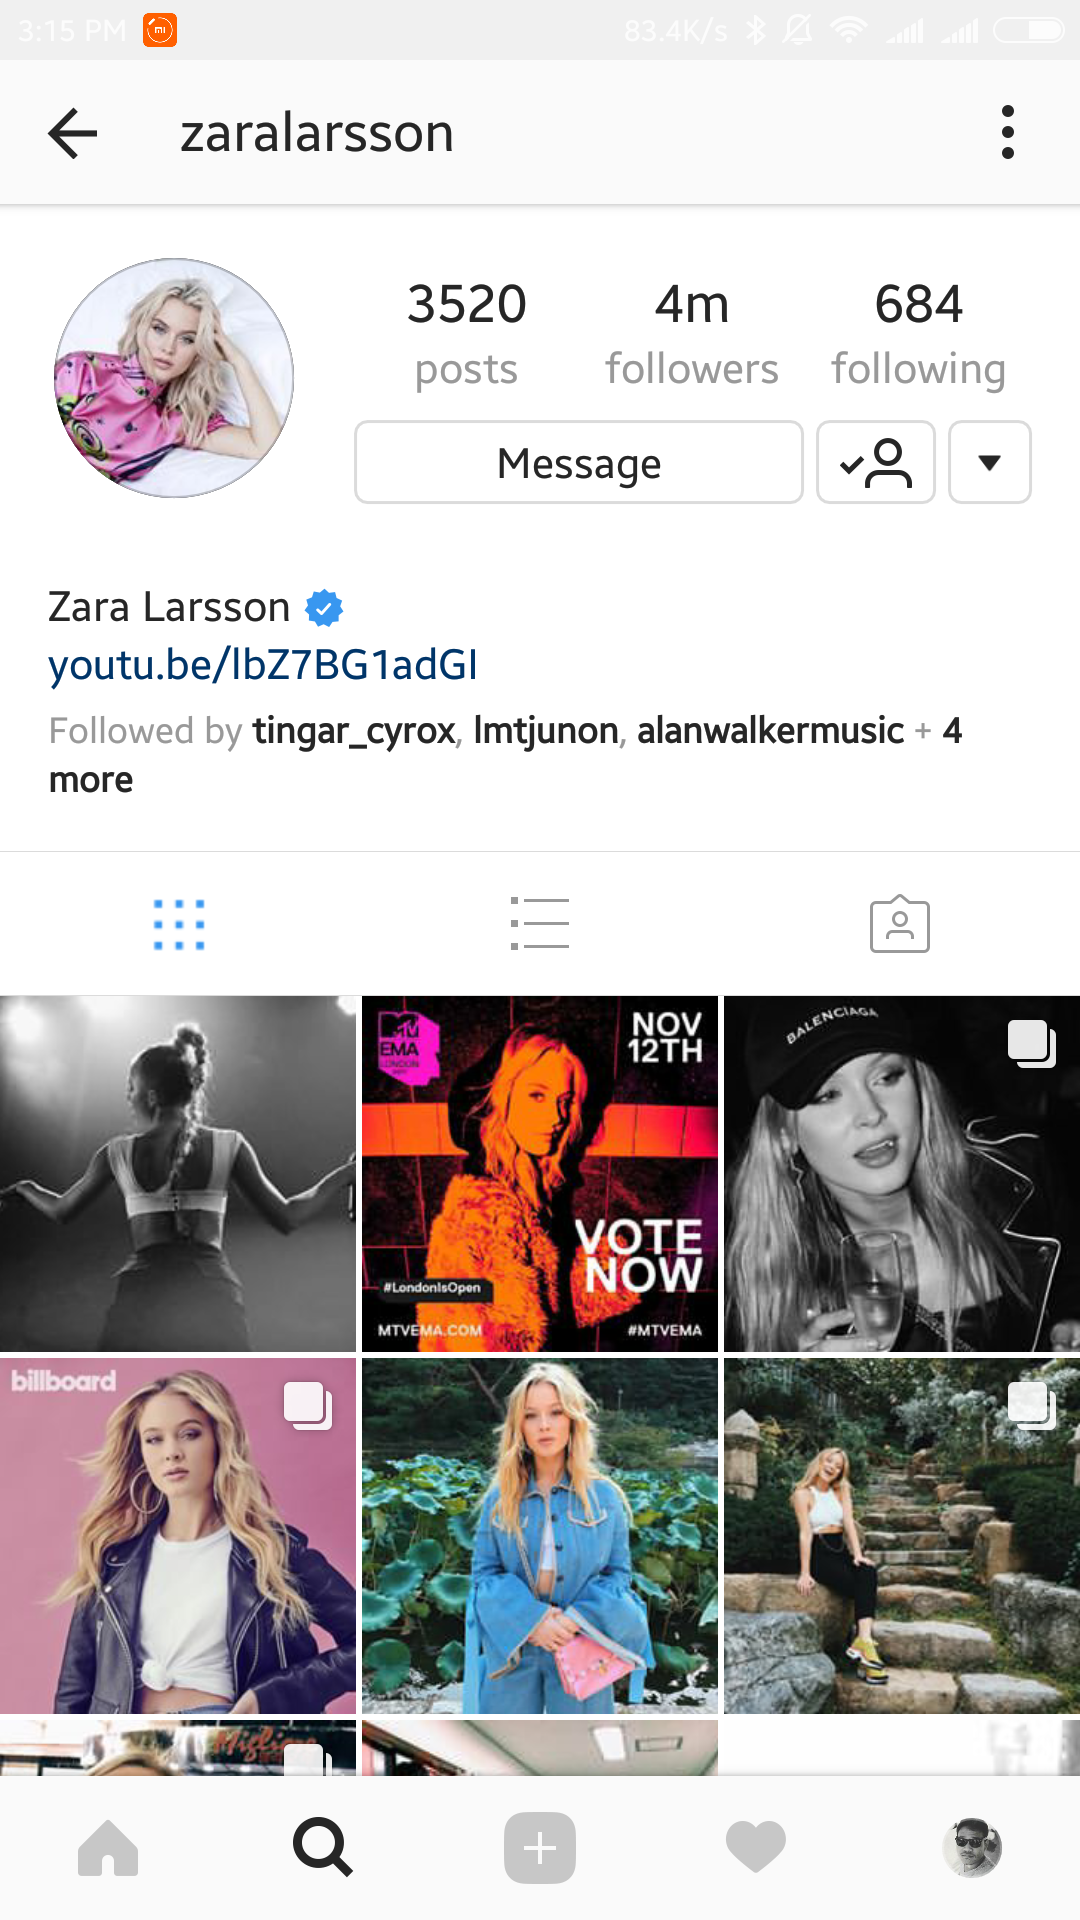 3:15 PM
83.4K/s
zaralarsson
3520
4m
684
posts
followers
following
Message
Zara Larsson
youtu.be/lbZ7BG1adGI
Followed by tingar_cyrox, lmtjunon, alanwalkermusic + 4
more
MTV
EMA
LONDON
NOV
12TH
VOTE
NOW
#LondonIsOpen
MTVEMA.COM
#MTVEMA
BALENCIAGA
billboard